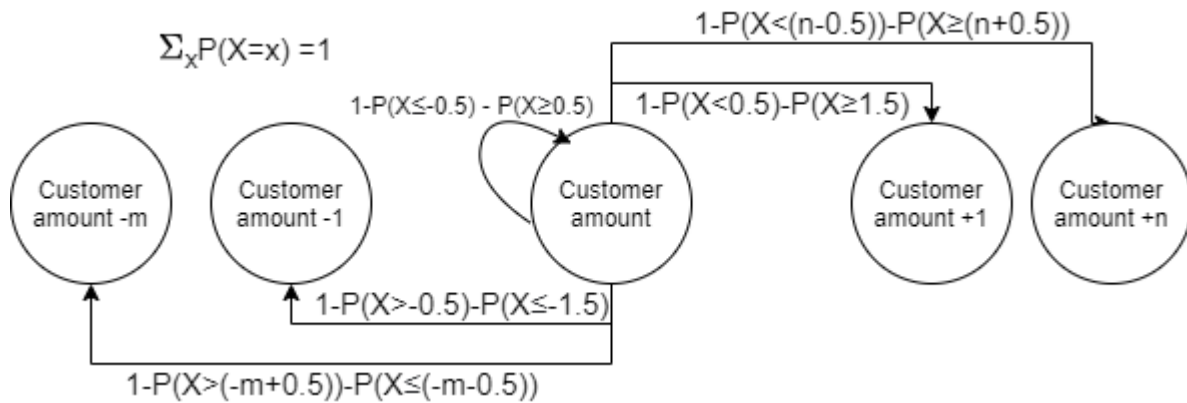 1-P(X<(n-0.5))-P(X≥(n+0.5))
ΣxP(X=x) =1
1-P(X≤-0.5) - P(X≥0.5)
1-P(X<0.5)-P(X≥1.5)
Customer
amount -m
Customer
amount -1
Customer
amount
Customer
amount +1
Customer
amount +n
1-P(X>-0.5)-P(X≤-1.5)
1-P(X>(-m+0.5))-P(X≤(-m-0.5))